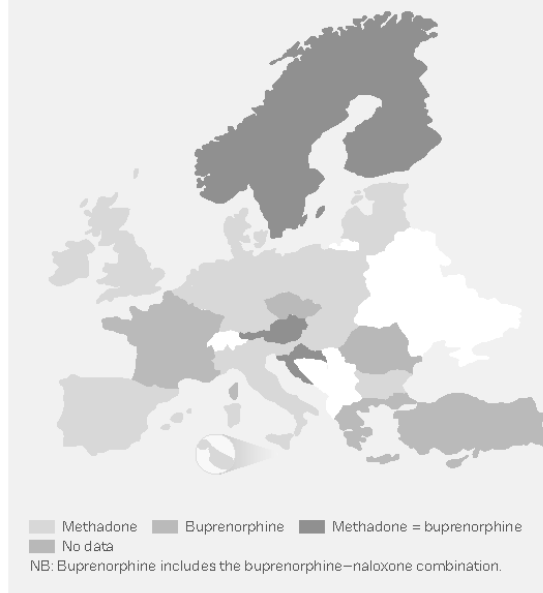 Methadone Buprenorphine Methadone = buprenorphine
No data
NB: Buprenorphine includes the buprenorphine–naloxone combination.